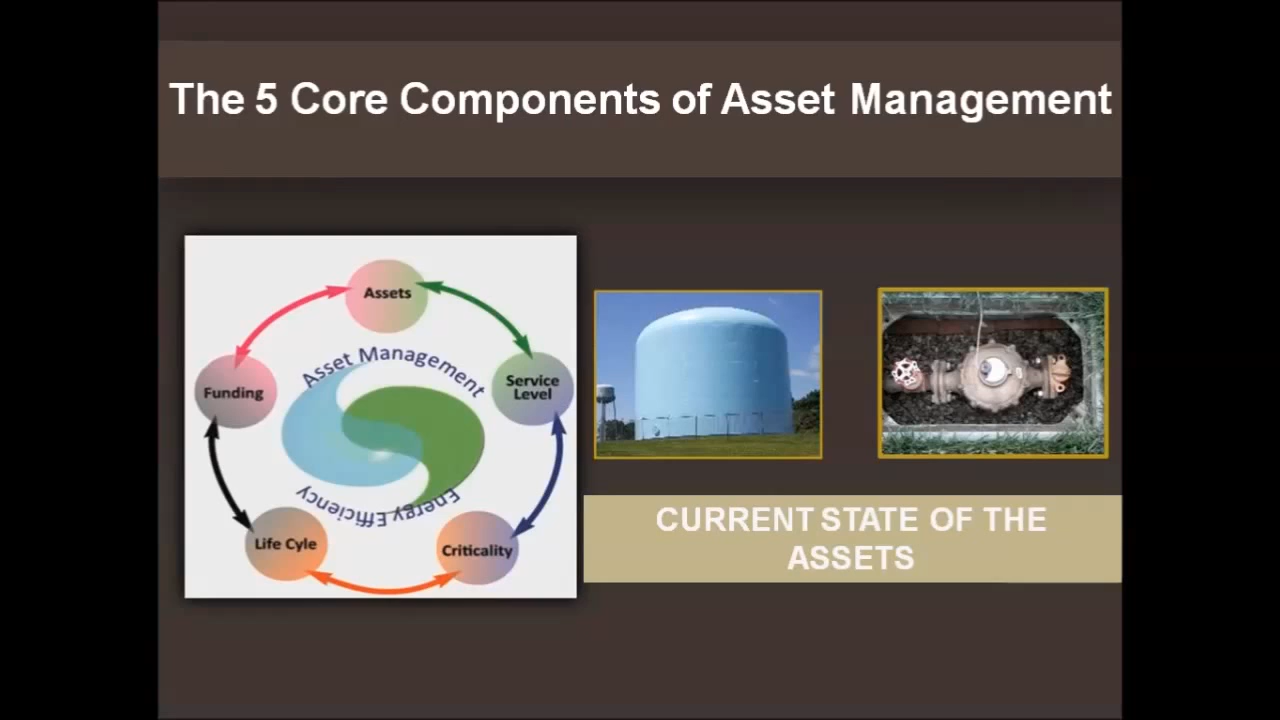 The 5 Core Components of Asset Management
Assets
Asset Management
Service
Level
Funding
Energy Efficiency
Life Cyle
Criticality
CURRENT STATE OF THE
ASSETS